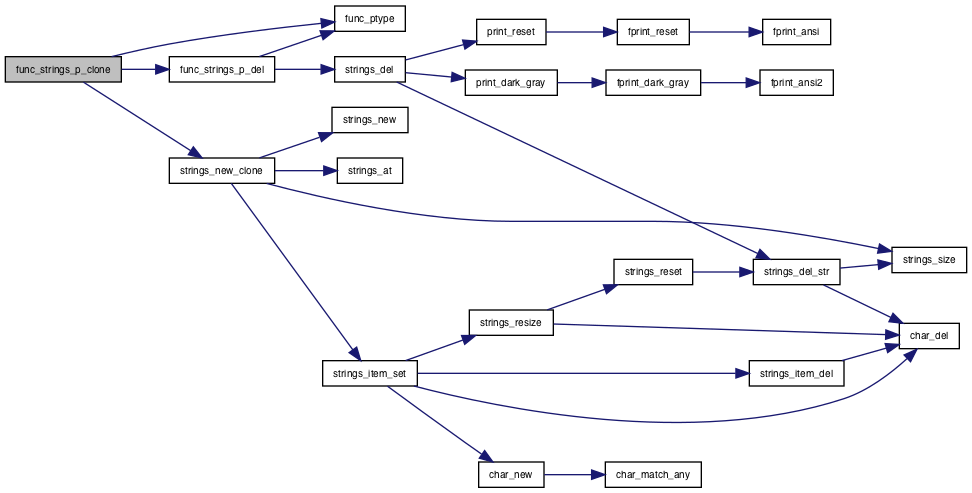 func_ptype
print_reset
fprint_reset
fprint_ansi
func_strings_p_clone
func_strings_p_del
strings_del
print_dark_gray
fprint_dark_gray
fprint_ansi2
strings_new
strings_new_clone
strings_at
strings_size
strings_reset
strings_del_str
strings_resize
char_del
strings_item_set
strings_item_del
char_new
char_match_any